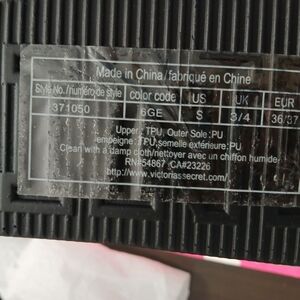 Made in China/fabriqué en Chine
Style No./numéro de style color code US UK EUR
371050 6GE S 3/4 36/37
Upper : TPU, Outer Sole : PU
empeigne : TPU;semelle extérieure:PU
Clean with a damp cloth/nettoyer avec un chiffon humide
RN#54867 CA#23226
http://www.victoriassecret.com/